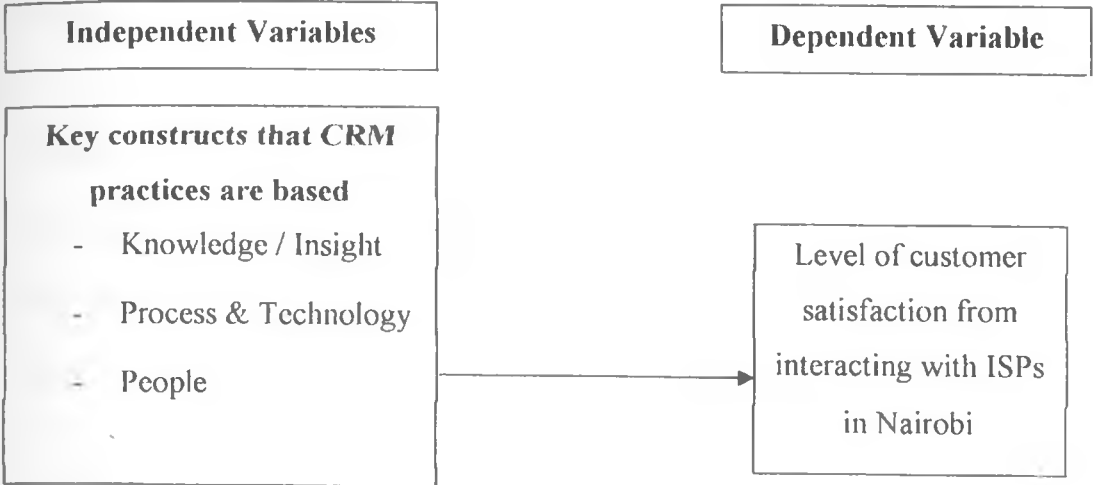 Independent Variables
Dependent Variable
Key constructs that CRM
practices are based
- Knowledge / Insight
- Process & Technology
- People
Level of customer
satisfaction from
interacting with ISPs
in Nairobi